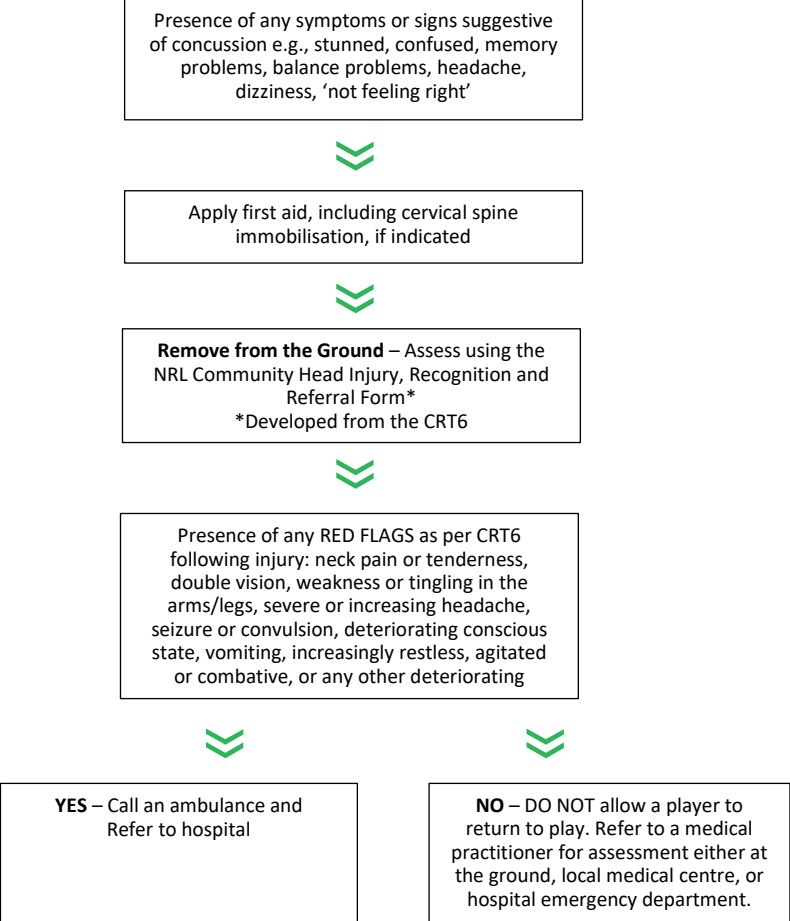 Presence of any symptoms or signs suggestive
of concussion e.g., stunned, confused, memory
problems, balance problems, headache,
dizziness, ‘not feeling right’
Apply first aid, including cervical spine
immobilisation, if indicated
Remove from the Ground – Assess using the
NRL Community Head Injury, Recognition and
Referral Form*
*Developed from the CRT6
Presence of any RED FLAGS as per CRT6
following injury: neck pain or tenderness,
double vision, weakness or tingling in the
arms/legs, severe or increasing headache,
seizure or convulsion, deteriorating conscious
state, vomiting, increasingly restless, agitated
or combative, or any other deteriorating
YES – Call an ambulance and
Refer to hospital
NO – DO NOT allow a player to
return to play. Refer to a medical
practitioner for assessment either at
the ground, local medical centre, or
hospital emergency department.